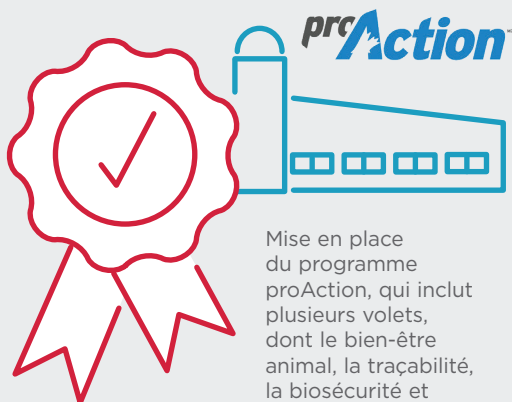 proAction
Mise en place
du programme
proAction, qui inclut
plusieurs volets,
dont le bien-être
animal, la traçabilité,
la biosécurité et